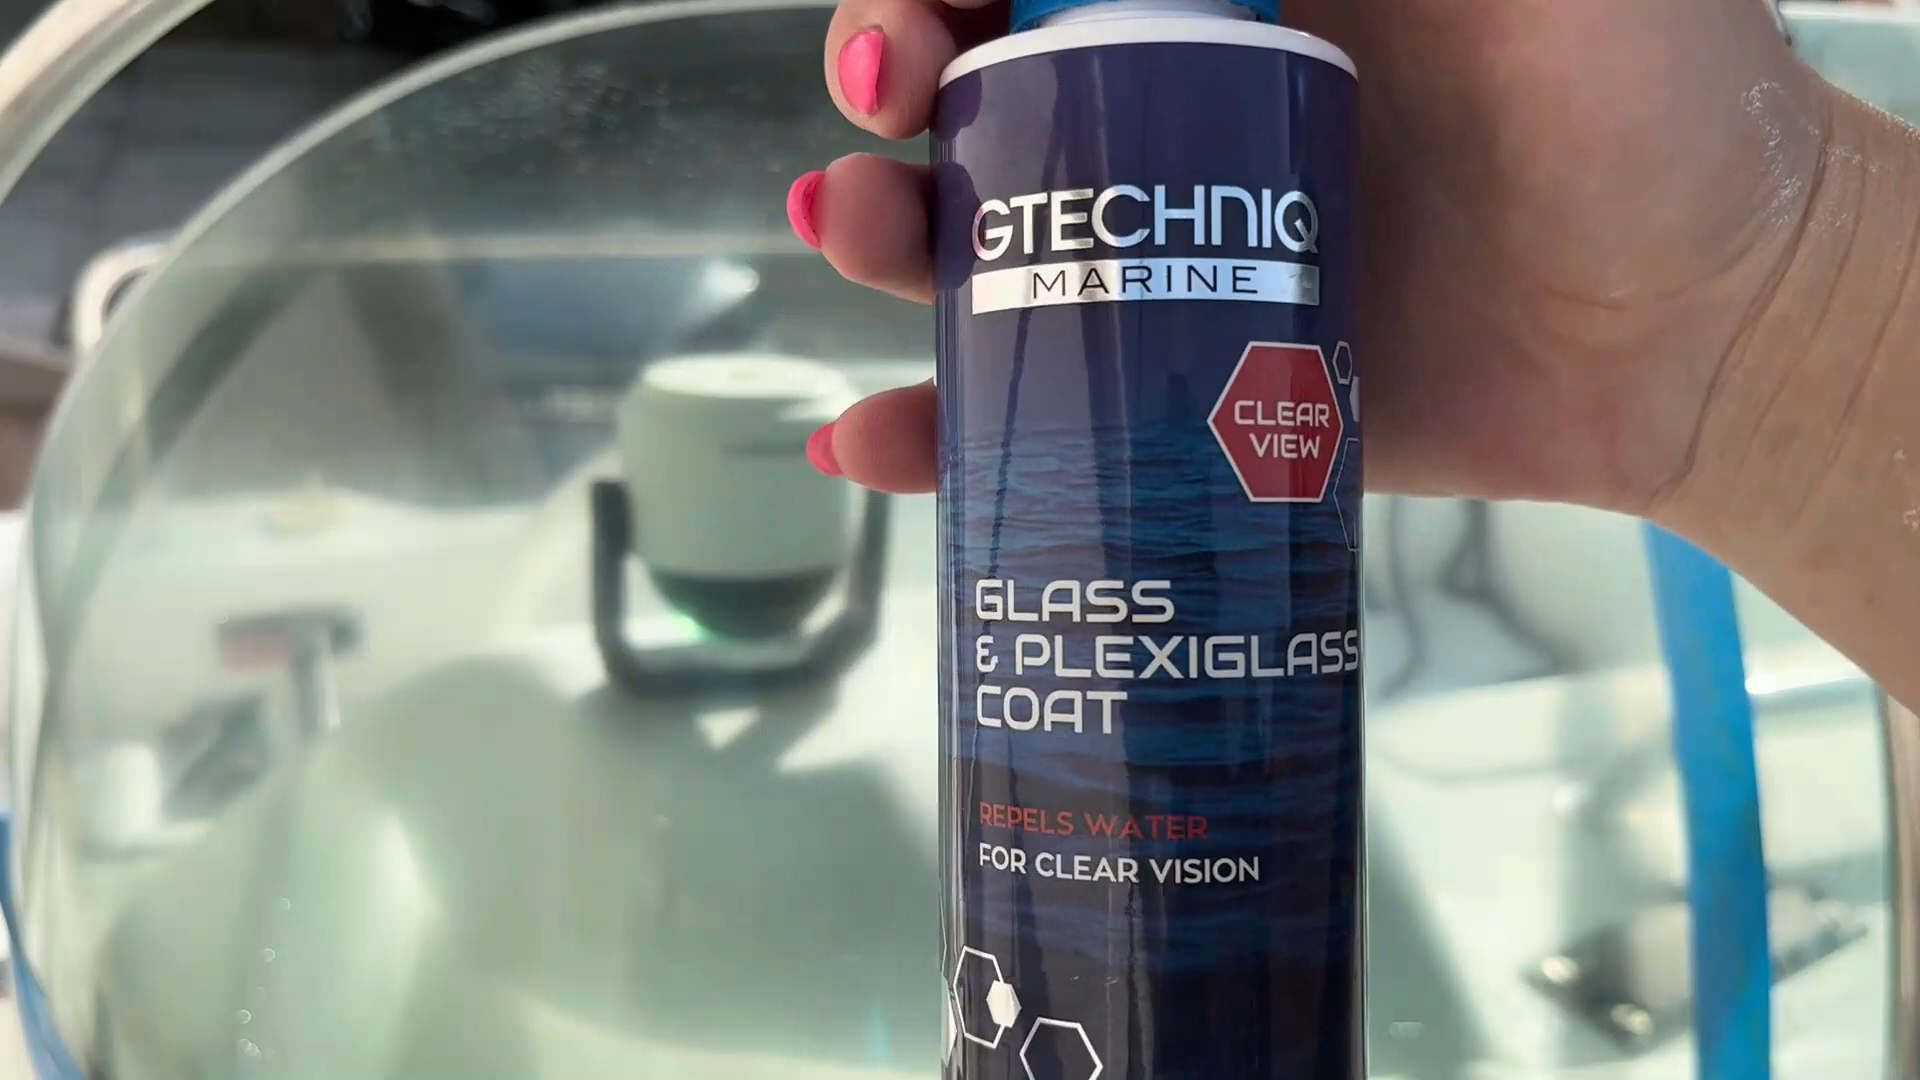 GTECHNIQ
MARINE
CLEAR
VIEW
GLASS
& PLEXIGLASS
COAT
REPELS WATER
FOR CLEAR VISION